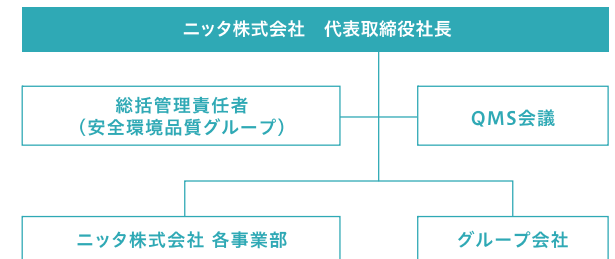 ニッタ株式会社　代表取締役社長
総括管理責任者
（安全環境品質グループ）
QMS会議
ニッタ株式会社 各事業部
グループ会社